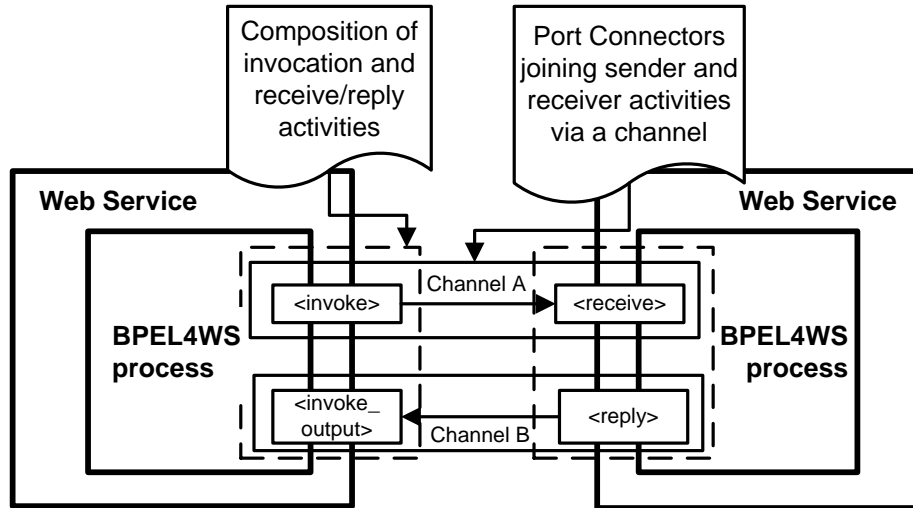 Composition of
invocation and
receive/reply
activities
Port Connectors
joining sender and
receiver activities
via a channel
Web Service
Web Service
Channel A
<invoke>
<receive>
BPEL4WS
process
BPEL4WS
process
<invoke_
output>
<reply>
Channel B